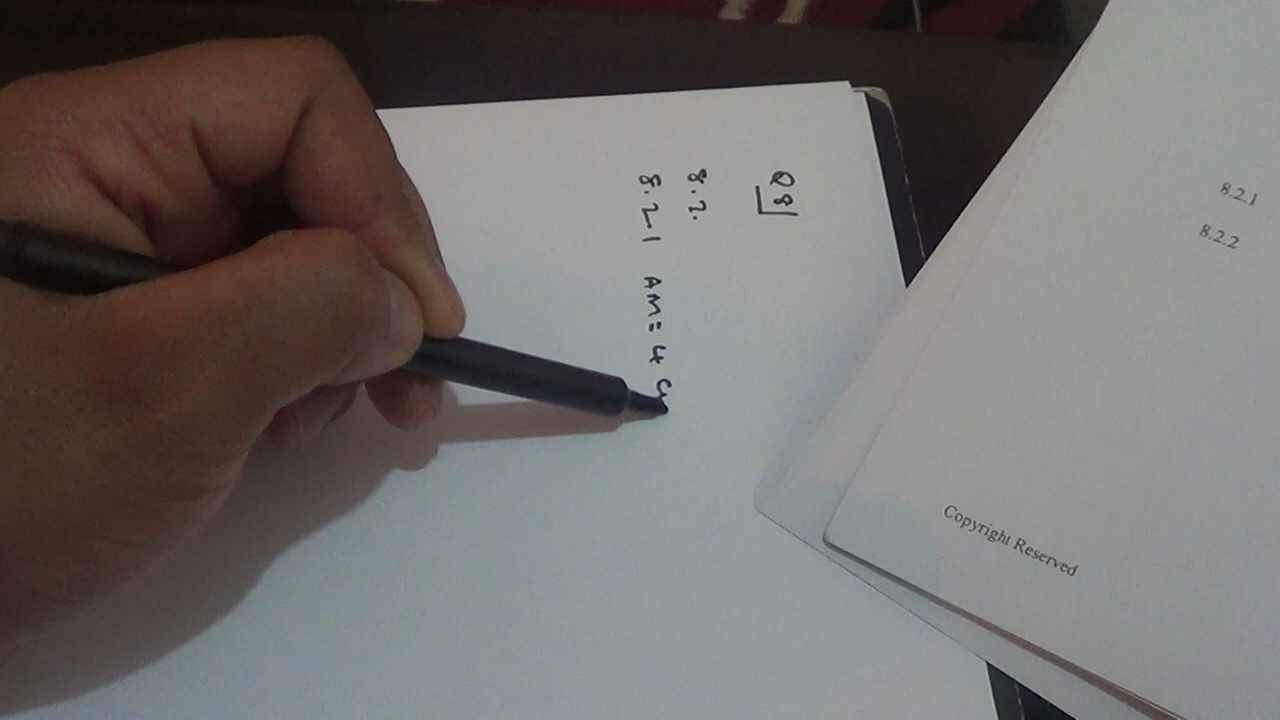 Q8
8.2.
8.2.1 AM = 4 c
8.2.1
8.2.2
Copyright Reserved